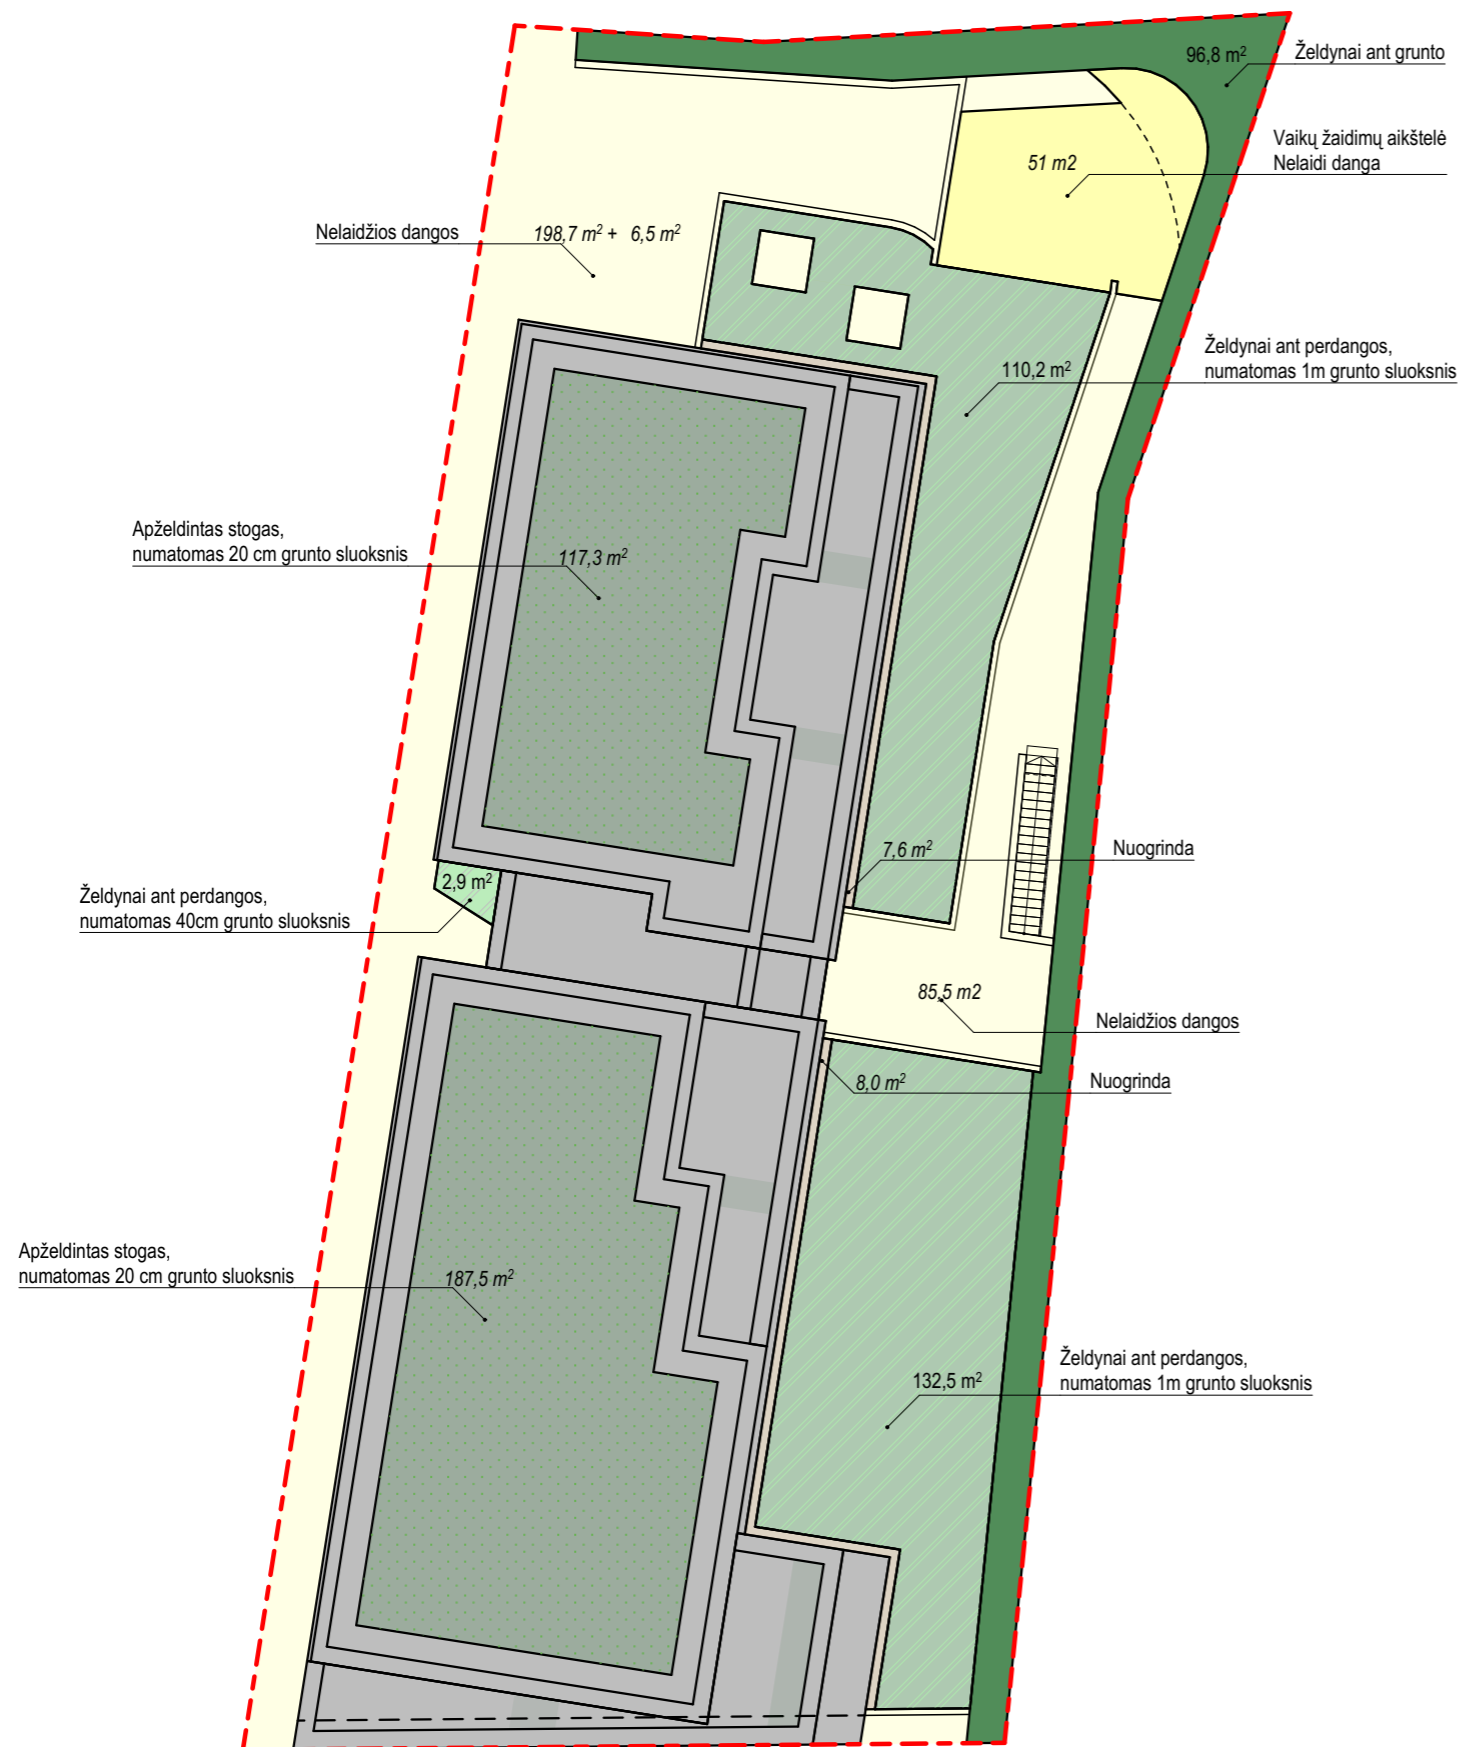 96,8 m²
Želdynai ant grunto
Vaikų žaidimų aikštelė
Nelaidi danga
51 m2
Nelaidžios dangos
198,7 m² + 6,5 m²
Želdynai ant perdangos,
numatomas 1m grunto sluoksnis
110,2 m²
Apželdintas stogas,
numatomas 20 cm grunto sluoksnis
117,3 m²
7,6 m²
Nuogrinda
2,9 m²
Želdynai ant perdangos,
numatomas 40cm grunto sluoksnis
85,5 m2
Nelaidžios dangos
8,0 m²
Nuogrinda
Apželdintas stogas,
numatomas 20 cm grunto sluoksnis
187,5 m²
Želdynai ant perdangos,
numatomas 1m grunto sluoksnis
132,5 m²